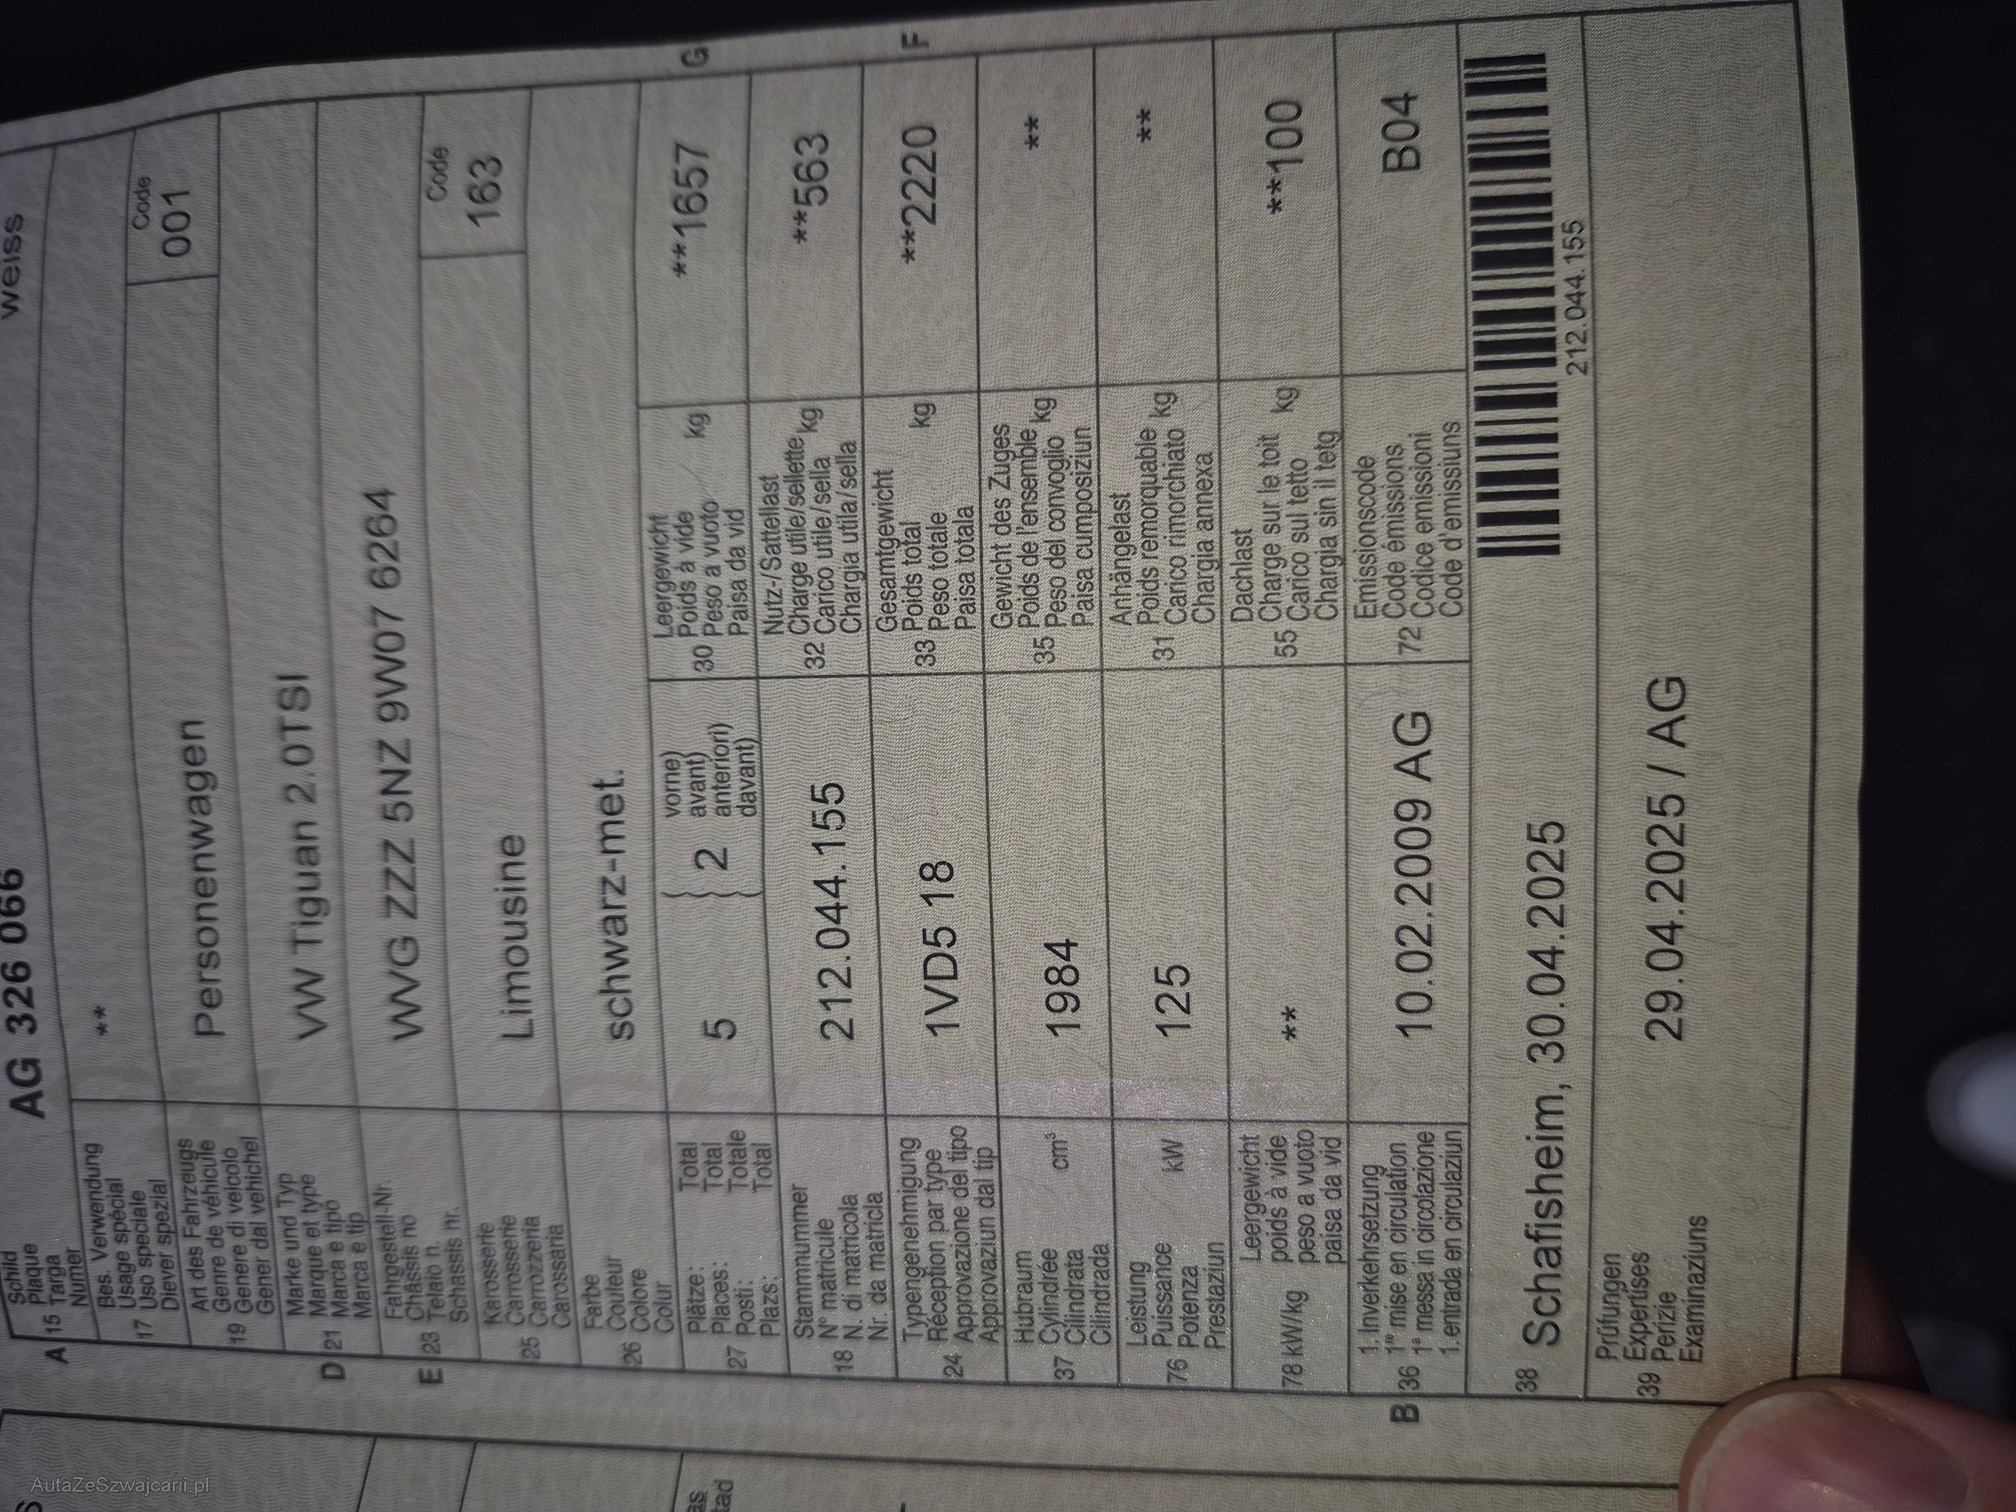 Schild
Plaque
A 15 Targa
Numer
AG 326 066
weiss
Bes. Verwendung
Usage spécial
17 Uso speciale
Diever spezial
**
Art des Fahrzeugs
Genre de véhicule
19 Genere di veicolo
Gener dal vehichel
Personenwagen
Code
001
Marke und Typ
Marque et type
D 21 Marca e tipo
Marca e tip
VW Tiguan 2.0TSI
Fahrgestell-Nr.
Châssis no
E 23 Telaio n.
Schassis nr.
WVG ZZZ 5NZ 9W07 6264
Karosserie
Carrosserie
25 Carrozzeria
Carossaria
Limousine
Code
163
Farbe
Couleur
26 Colore
Colur
schwarz-met.
Plätze: Total
Places: Total
27 Posti: Totale
Plazs: Total
5
{ vorne)
{ 2 avant)
anteriori)
davant)
Leergewicht
30 Poids à vide kg
Peso a vuoto
Paisa da vid
**1657
G
Stammnummer
N° matricule
18 N. di matricola
Nr. da matricla
212.044.155
Nutz-/Sattellast
32 Charge utile/sellette kg
Carico utile/sella
Chargia utila/sella
**563
Typengenehmigung
Réception par type
24 Approvazione del tipo
Approvaziun dal tip
1VD5 18
Gesamtgewicht
33 Poids total kg
Peso totale
Paisa totala
**2220
F
Hubraum
37 Cylindrée cm³
Cilindrata
Cilindrada
1984
Gewicht des Zuges
35 Poids de l'ensemble kg
Peso del convoglio
Paisa cumposiziun
**
Leistung
76 Puissance kW
Potenza
Prestaziun
125
Anhängelast
31 Poids remorquable kg
Carico rimorchiato
Chargia annexa
**
Leergewicht
78 kW/kg poids à vide
peso a vuoto
paisa da vid
**
Dachlast
55 Charge sur le toit kg
Carico sul tetto
Chargia sin il tetg
**100
1. Inverkehrsetzung
B 36 1re mise en circulation
1a messa in circolazione
1. entrada en circulaziun
10.02.2009 AG
Emissionscode
72 Code émissions
Codice emissioni
Code d'emissiuns
B04
38 Schafisheim, 30.04.2025
212.044.155
Prüfungen
39 Expertises
Perizie
Examinaziuns
29.04.2025 / AG
AutaZeSzwajcarii.pl